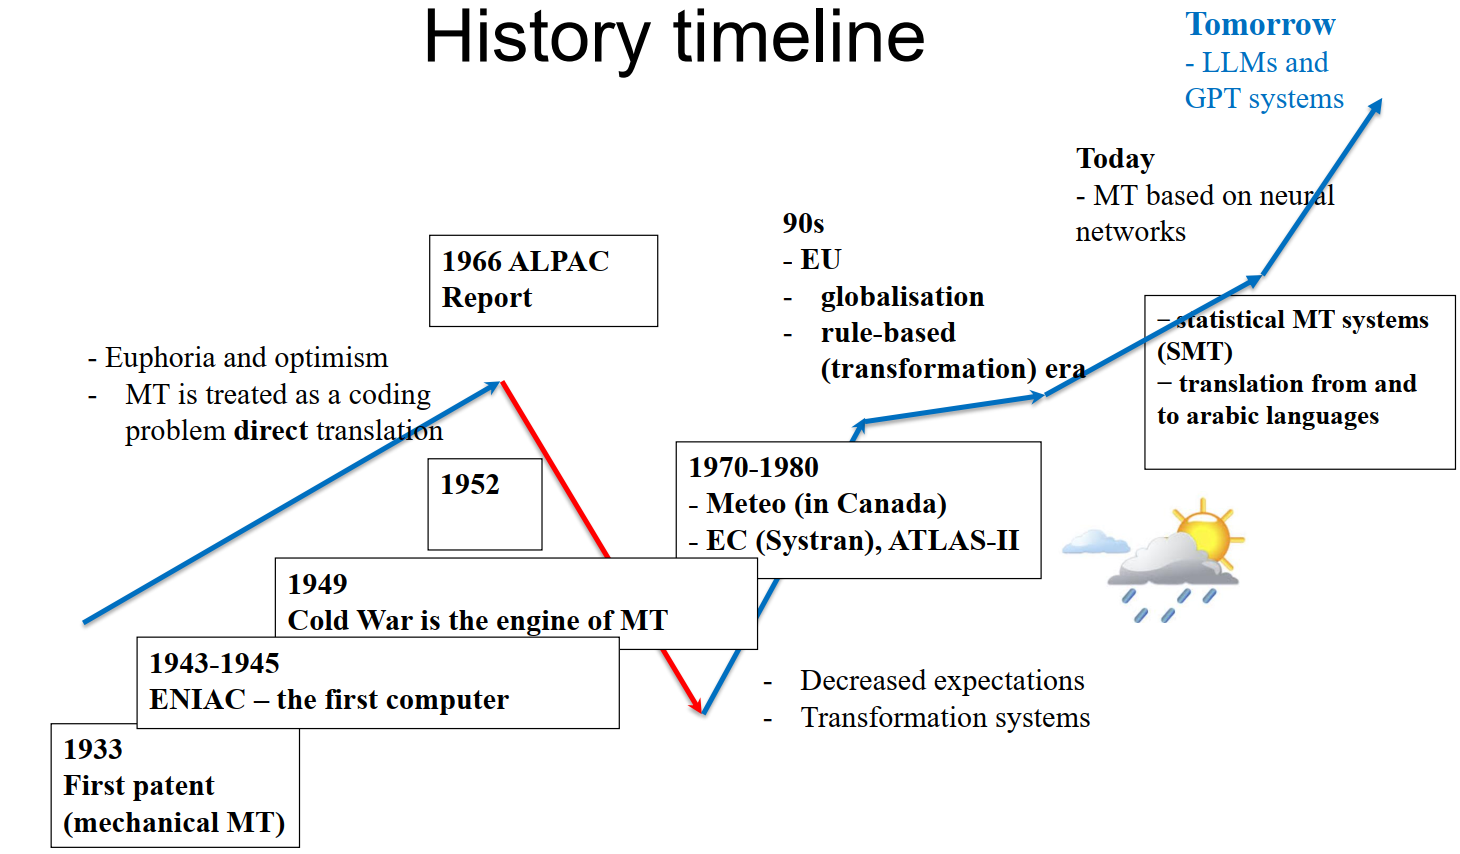 History timeline
Tomorrow
- LLMs and
GPT systems
Today
- MT based on neural
networks
90s
- EU
- globalisation
- rule-based
(transformation) era
1966 ALPAC
Report
– statistical MT systems
(SMT)
– translation from and
to arabic languages
- Euphoria and optimism
- MT is treated as a coding
problem direct translation
1952
1970-1980
- Meteo (in Canada)
- EC (Systran), ATLAS-II
1949
Cold War is the engine of MT
1943-1945
ENIAC – the first computer
- Decreased expectations
- Transformation systems
1933
First patent
(mechanical MT)